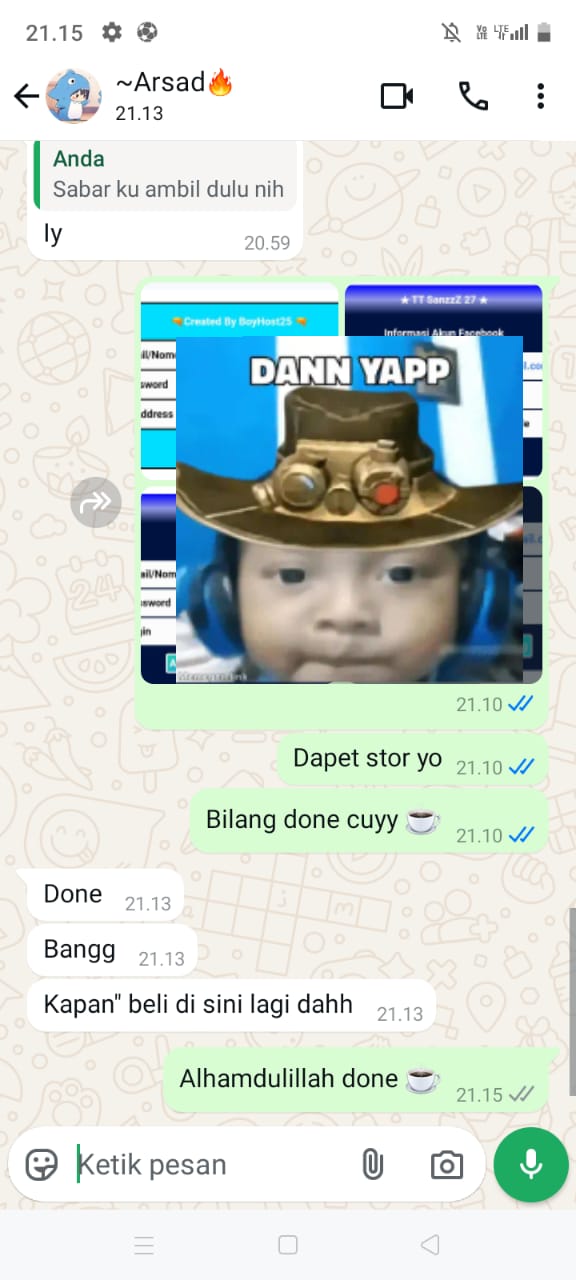 21.15
~Arsad🔥
21.13
Anda
Sabar ku ambil dulu nih
Iy
20.59
Created By BoyHost25
★ TT SanzzZ 27 ★
Informasi Akun Facebook
ail/Nom
sword
ddress
DANN YAPP
ail/Nom
ssword
gin
21.10
Dapet stor yo
21.10
Bilang done cuyy ☕
21.10
Done
21.13
Bangg
21.13
Kapan" beli di sini lagi dahh
21.13
Alhamdulillah done ☕
21.15
Ketik pesan